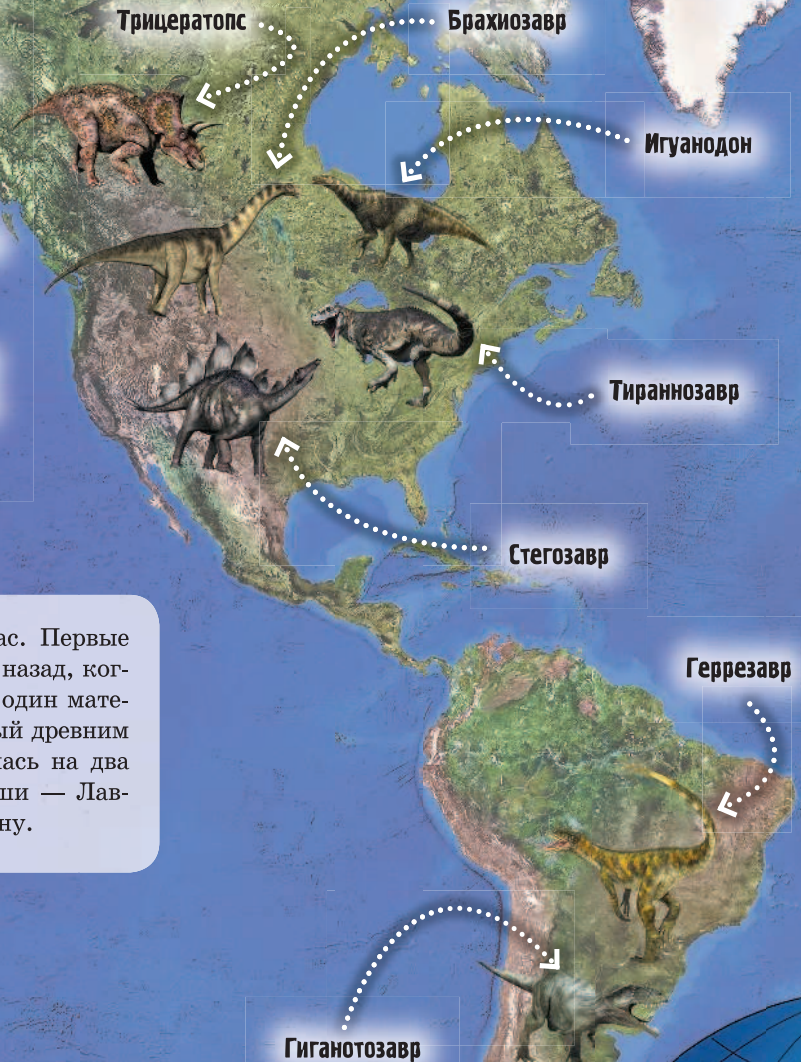 Трицератопс
Брахиозавр
Игуанодон
Тираннозавр
Стегозавр
ас. Первые
назад, ког-
один мате-
ый древним
лась на два
ши — Лав-
ну.
Геррезавр
Гиганотозавр